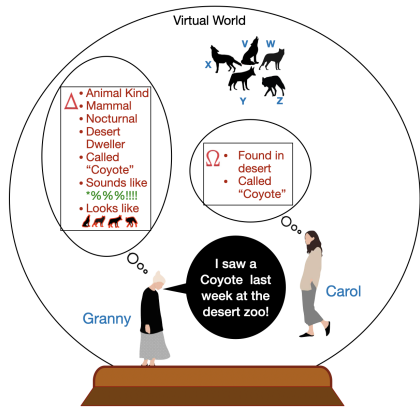 Virtual World
V
W
X
Y
Z
Δ
• Animal Kind
• Mammal
• Nocturnal
• Desert
Dweller
• Called
“Coyote”
• Sounds like
*%%%!!!!
• Looks like
Ω
• Found in
desert
• Called
“Coyote”
I saw a
Coyote last
week at the
desert zoo!
Granny
Carol